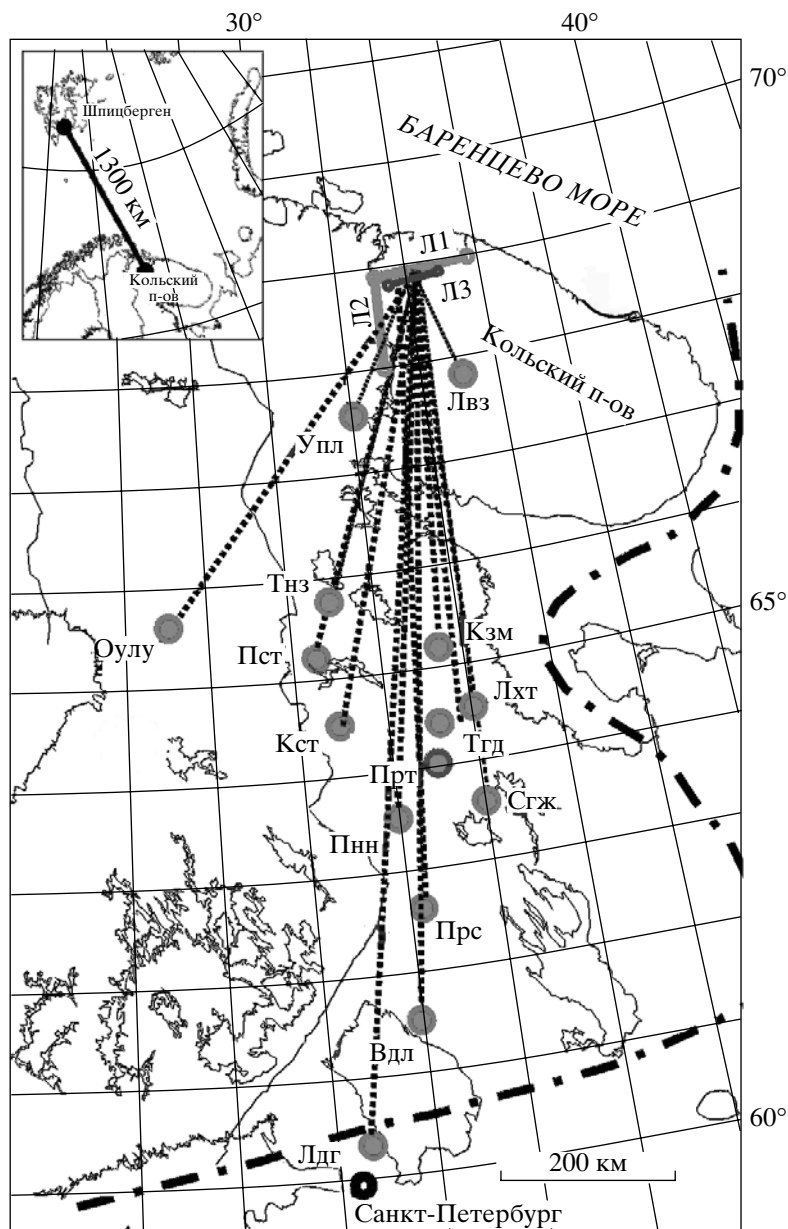 30°
40°
70°
Шпицберген
1300 км
Кольский
п-ов
БАРЕНЦЕВО МОРЕ
Л1
Л3
Л2
Кольский п-ов
Лвз
Упл
65°
Тнз
Кзм
Оулу
Пст
Лхт
Кст
Тгд
Прт
Сгж
Пнн
Прс
Вдл
60°
Лдг
200 км
Санкт-Петербург